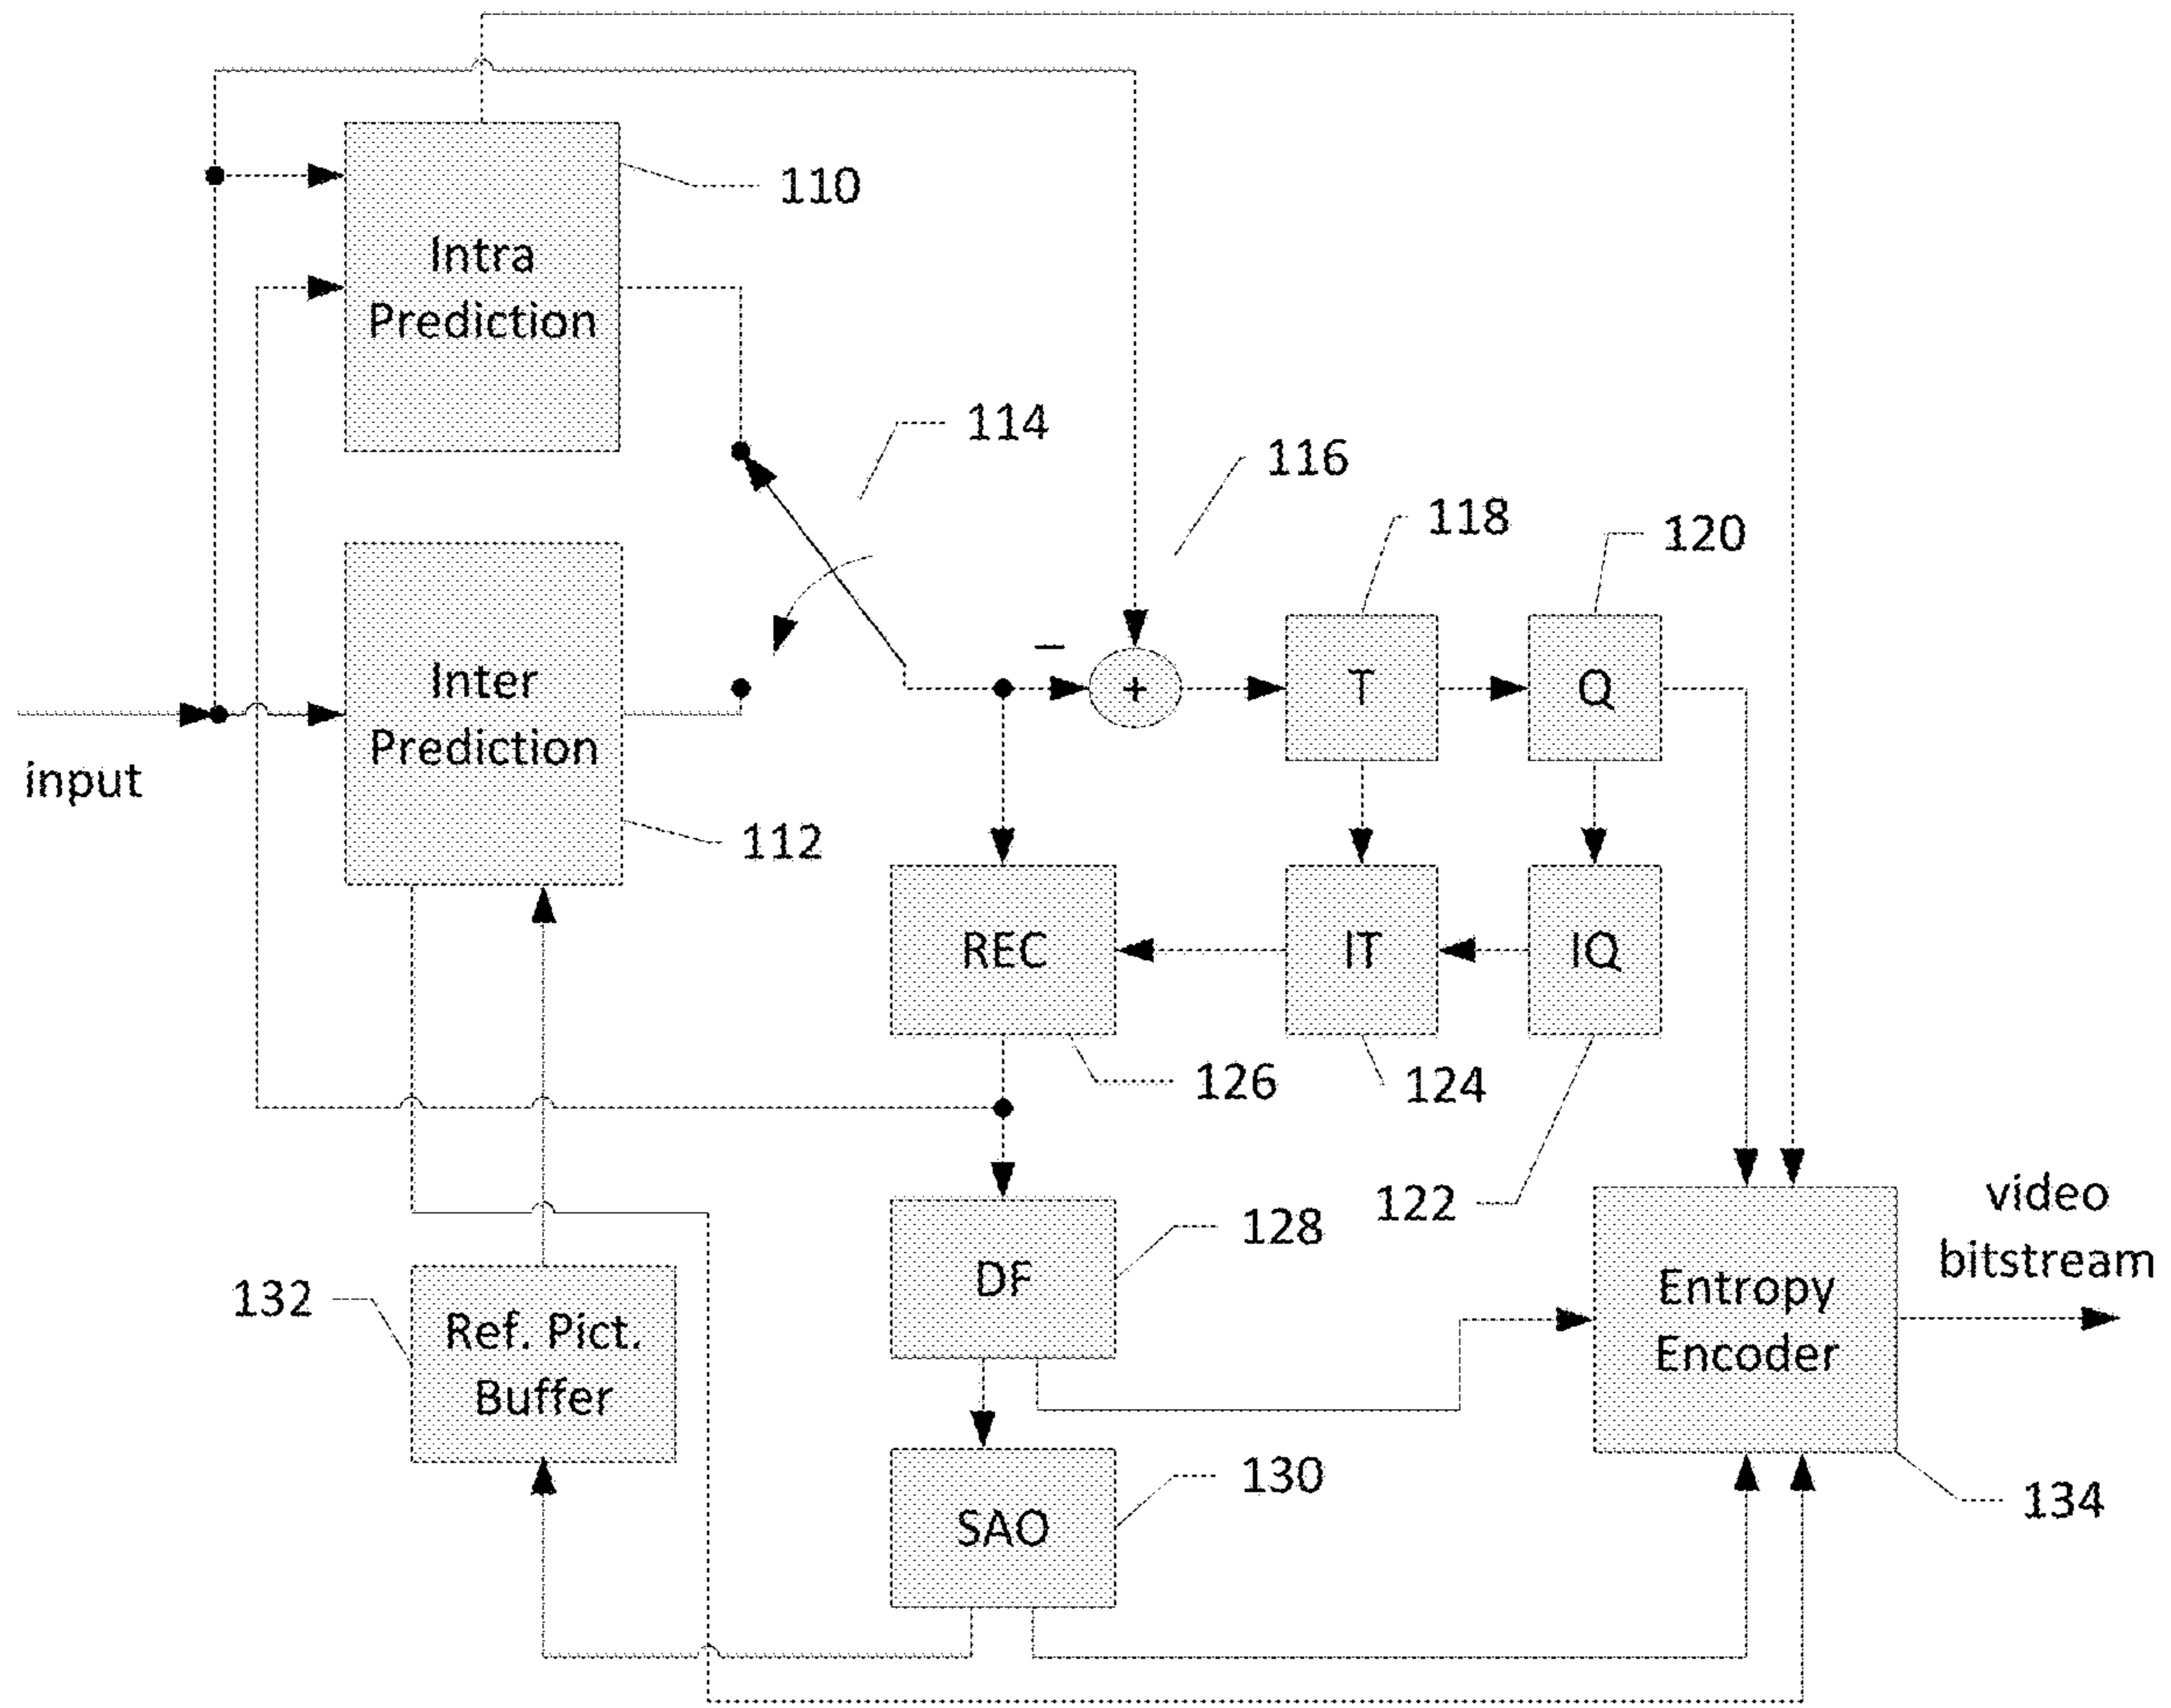 110
Intra
Prediction
114
116
118
120
−
+
T
Q
Inter
Prediction
input
112
REC
IT
IQ
126
124
122
128
DF
video
bitstream
132
Ref. Pict.
Buffer
Entropy
Encoder
130
SAO
134